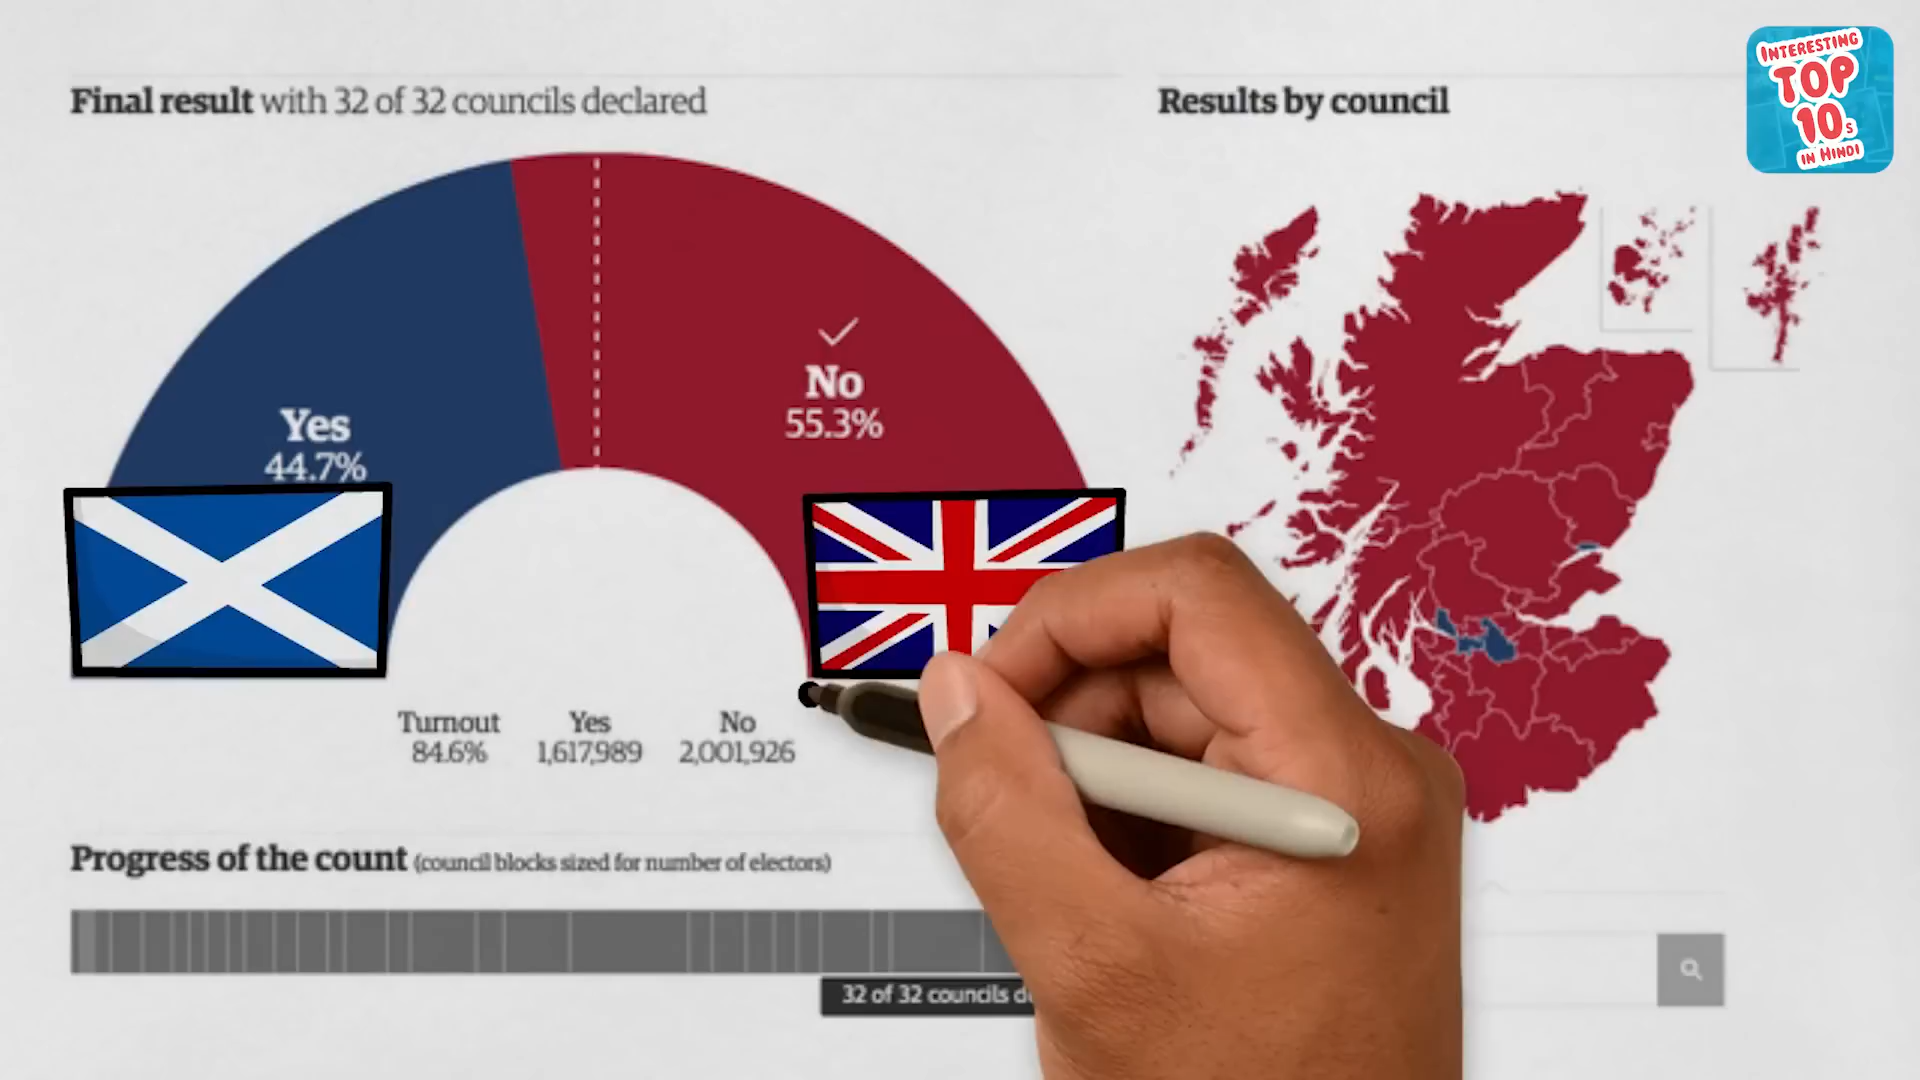 Final result with 32 of 32 councils declared
Results by council
INTERESTING
TOP
10s
IN HINDI
Yes
44.7%
No
55.3%
Turnout Yes No
84.6% 1,617,989 2,001,926
Progress of the count (council blocks sized for number of electors)
32 of 32 councils